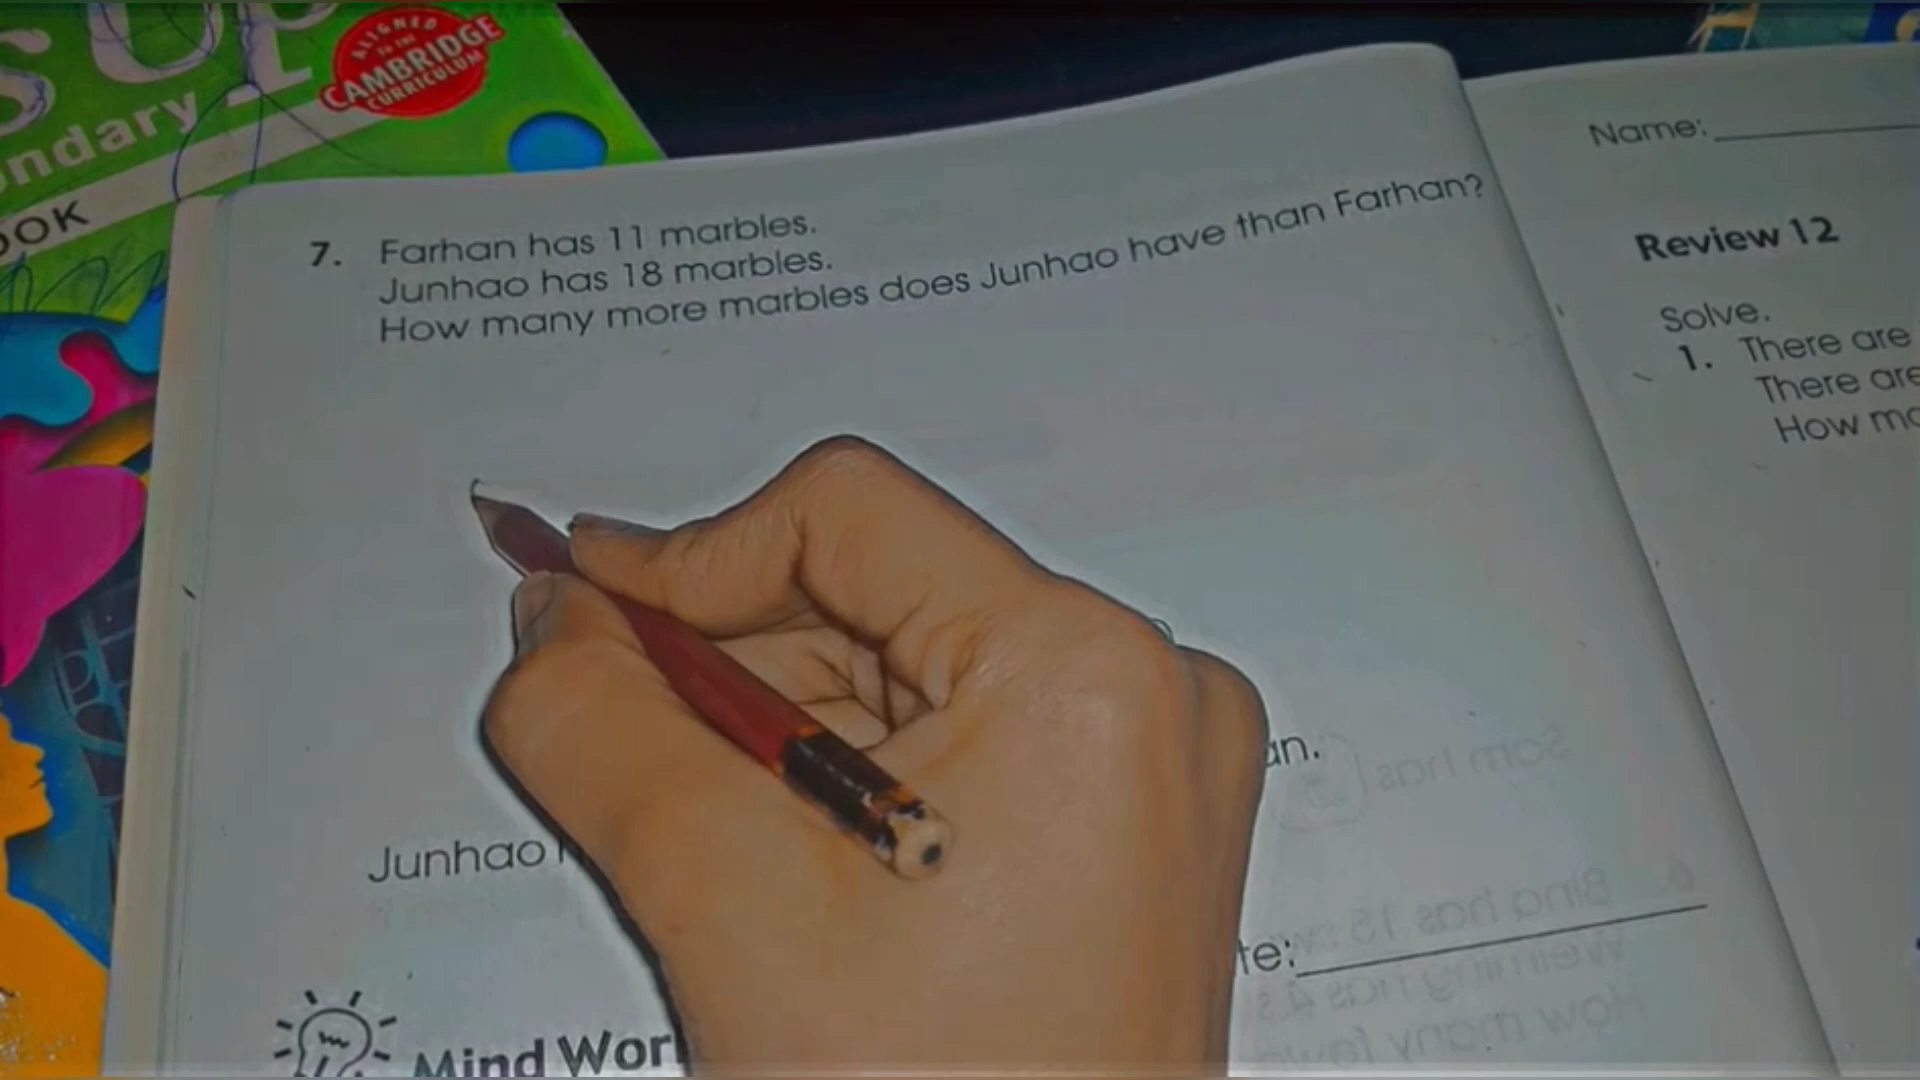 ALIGNED
TO THE
CAMBRIDGE
CURRICULUM
7. Farhan has 11 marbles.
Junhao has 18 marbles.
How many more marbles does Junhao have than Farhan?
Junhao
an.
te:
Mind Wor
Name:
Review 12
Solve.
1. There are
There are
How